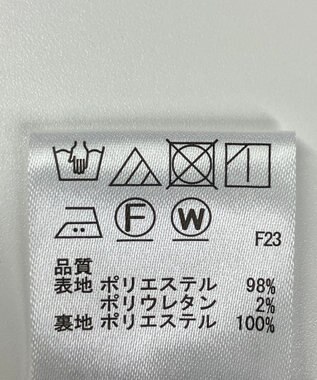 F W
F23
品質
表地 ポリエステル 98%
ポリウレタン 2%
裏地 ポリエステル 100%